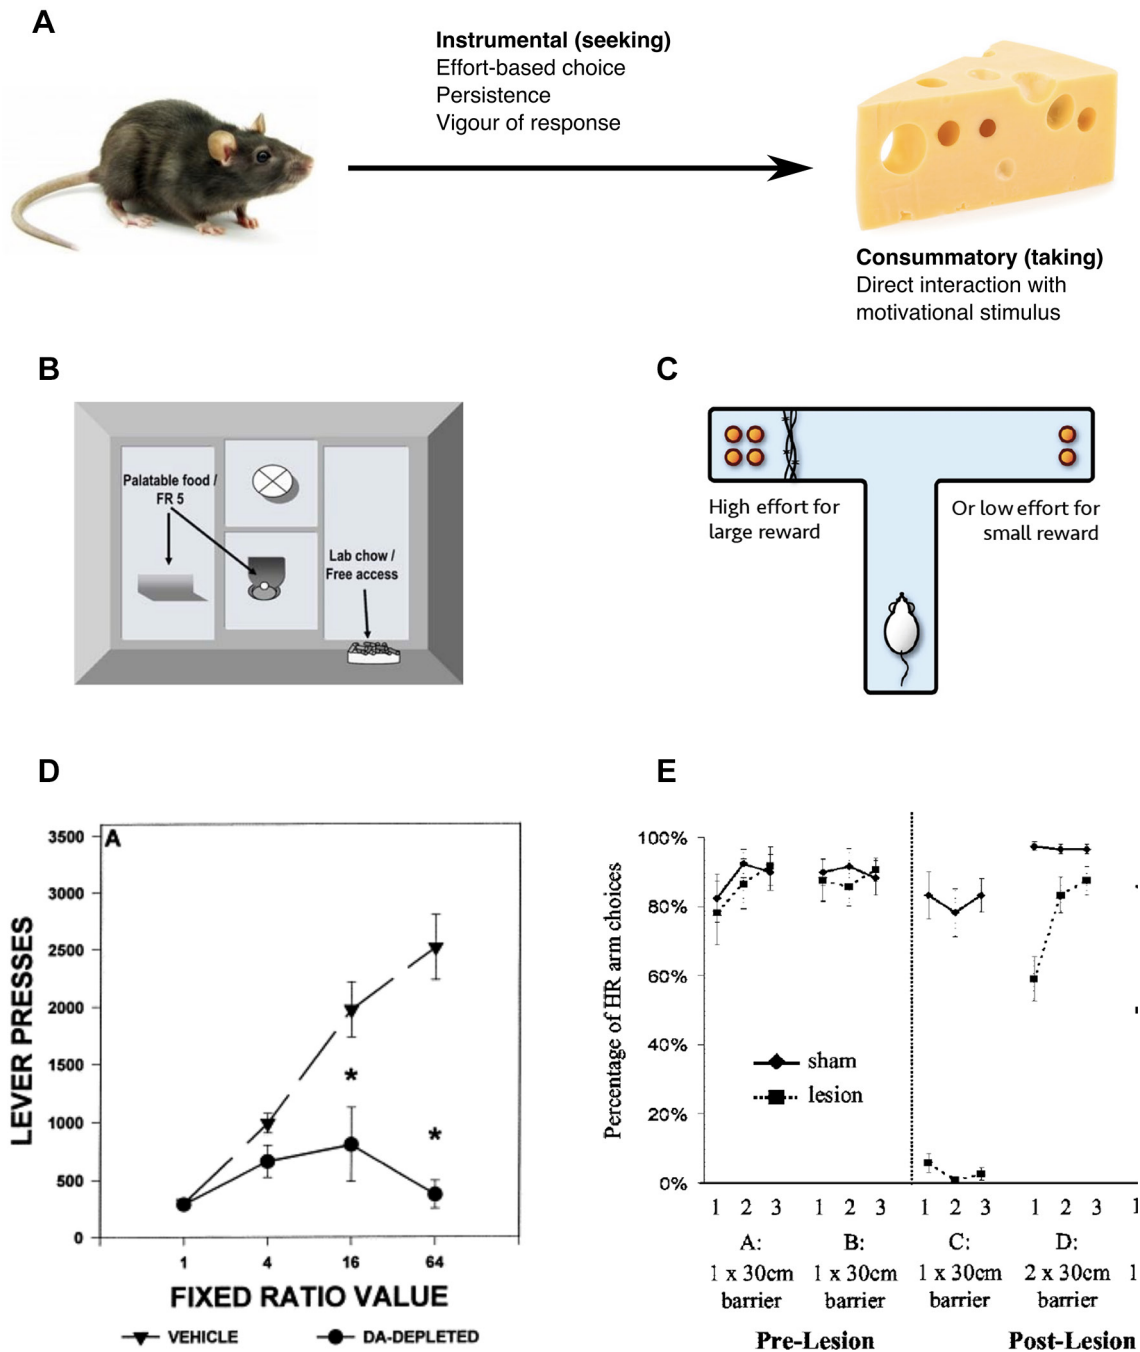 A
Instrumental (seeking)
Effort-based choice
Persistence
Vigour of response
Consummatory (taking)
Direct interaction with
motivational stimulus
B
Palatable food /
FR 5
Lab chow /
Free access
C
High effort for
large reward
Or low effort for
small reward
D
A
LEVER PRESSES
3500
3000
2500
2000
1500
1000
500
0
*
*
1 4 16 64
FIXED RATIO VALUE
VEHICLE DA-DEPLETED
E
Percentage of HR arm choices
100%
80%
60%
40%
20%
0%
sham
lesion
1 2 3 1 2 3 1 2 3 1 2 3 1
A: B: C: D:
1 x 30cm 1 x 30cm 1 x 30cm 2 x 30cm 1
barrier barrier barrier barrier
Pre-Lesion Post-Lesion